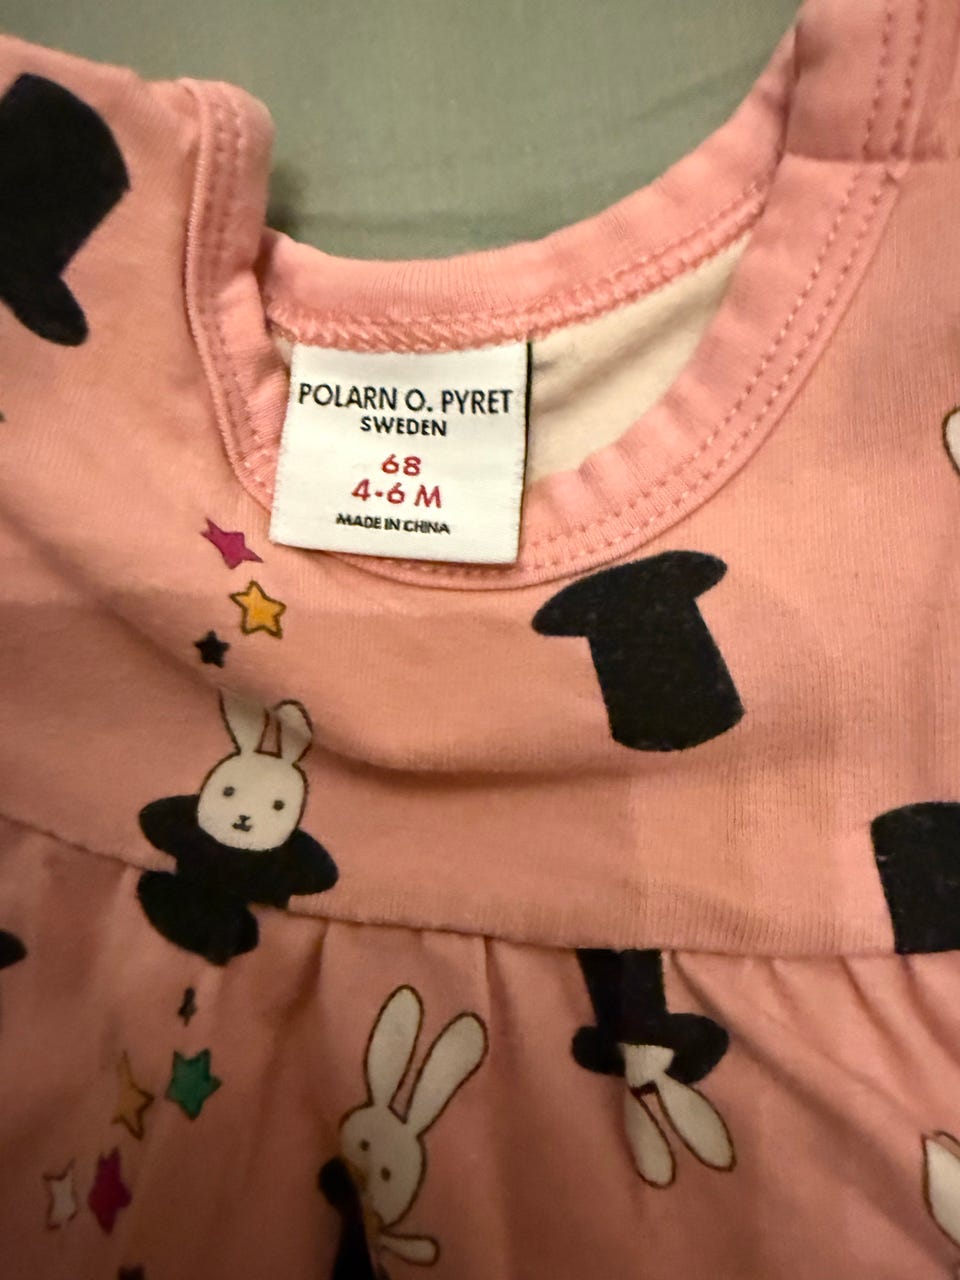 POLARN O. PYRET
SWEDEN
68
4-6 M
MADE IN CHINA